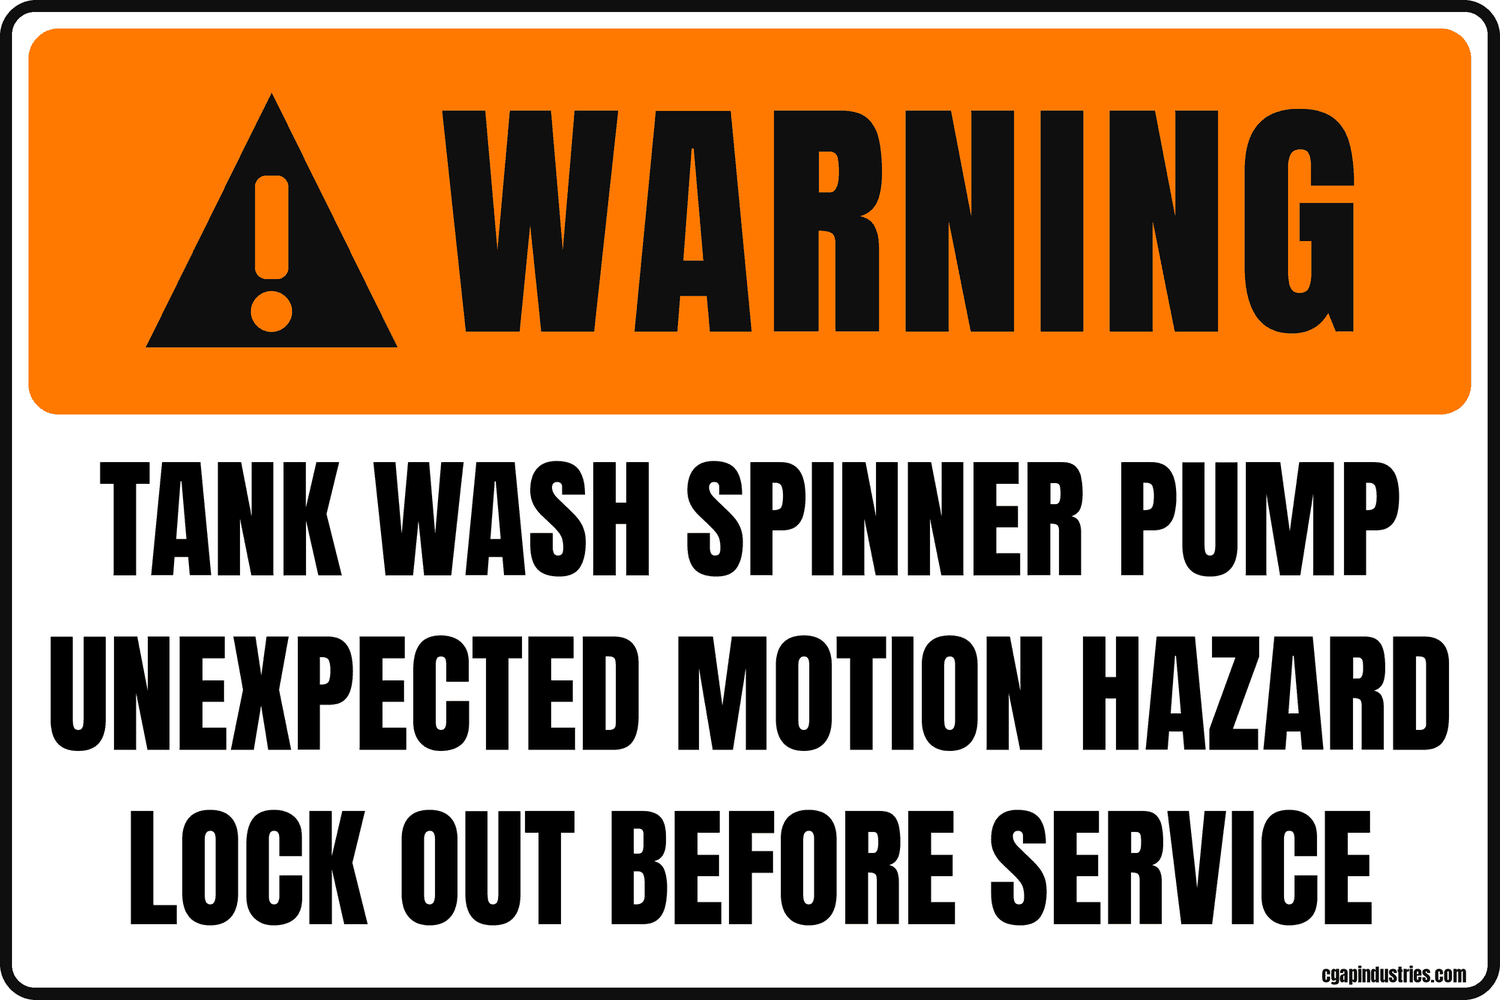 WARNING
TANK WASH SPINNER PUMP
UNEXPECTED MOTION HAZARD
LOCK OUT BEFORE SERVICE
cgapindustries.com